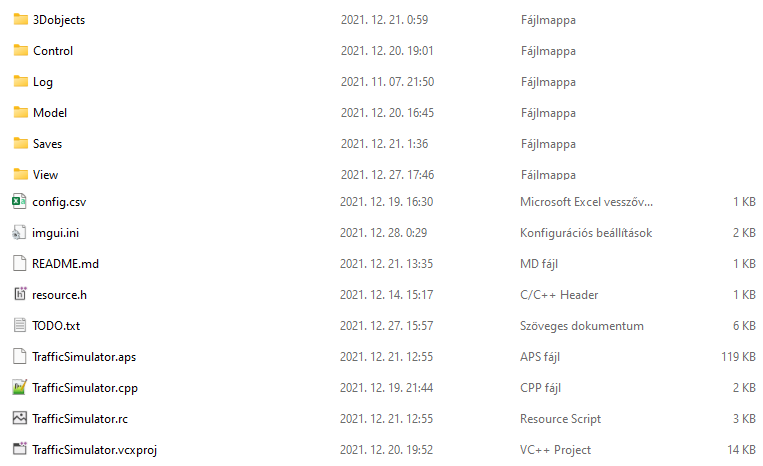 3Dobjects 2021. 12. 21. 0:59 Fájlmappa
Control 2021. 12. 20. 19:01 Fájlmappa
Log 2021. 11. 07. 21:50 Fájlmappa
Model 2021. 12. 20. 16:45 Fájlmappa
Saves 2021. 12. 21. 1:36 Fájlmappa
View 2021. 12. 27. 17:46 Fájlmappa
config.csv 2021. 12. 19. 16:30 Microsoft Excel vesszőv... 1 KB
imgui.ini 2021. 12. 28. 0:29 Konfigurációs beállítások 2 KB
README.md 2021. 12. 21. 13:35 MD fájl 1 KB
resource.h 2021. 12. 14. 15:17 C/C++ Header 1 KB
TODO.txt 2021. 12. 27. 15:57 Szöveges dokumentum 6 KB
TrafficSimulator.aps 2021. 12. 21. 12:55 APS fájl 119 KB
TrafficSimulator.cpp 2021. 12. 19. 21:44 CPP fájl 2 KB
TrafficSimulator.rc 2021. 12. 21. 12:55 Resource Script 3 KB
TrafficSimulator.vcxproj 2021. 12. 20. 19:52 VC++ Project 14 KB